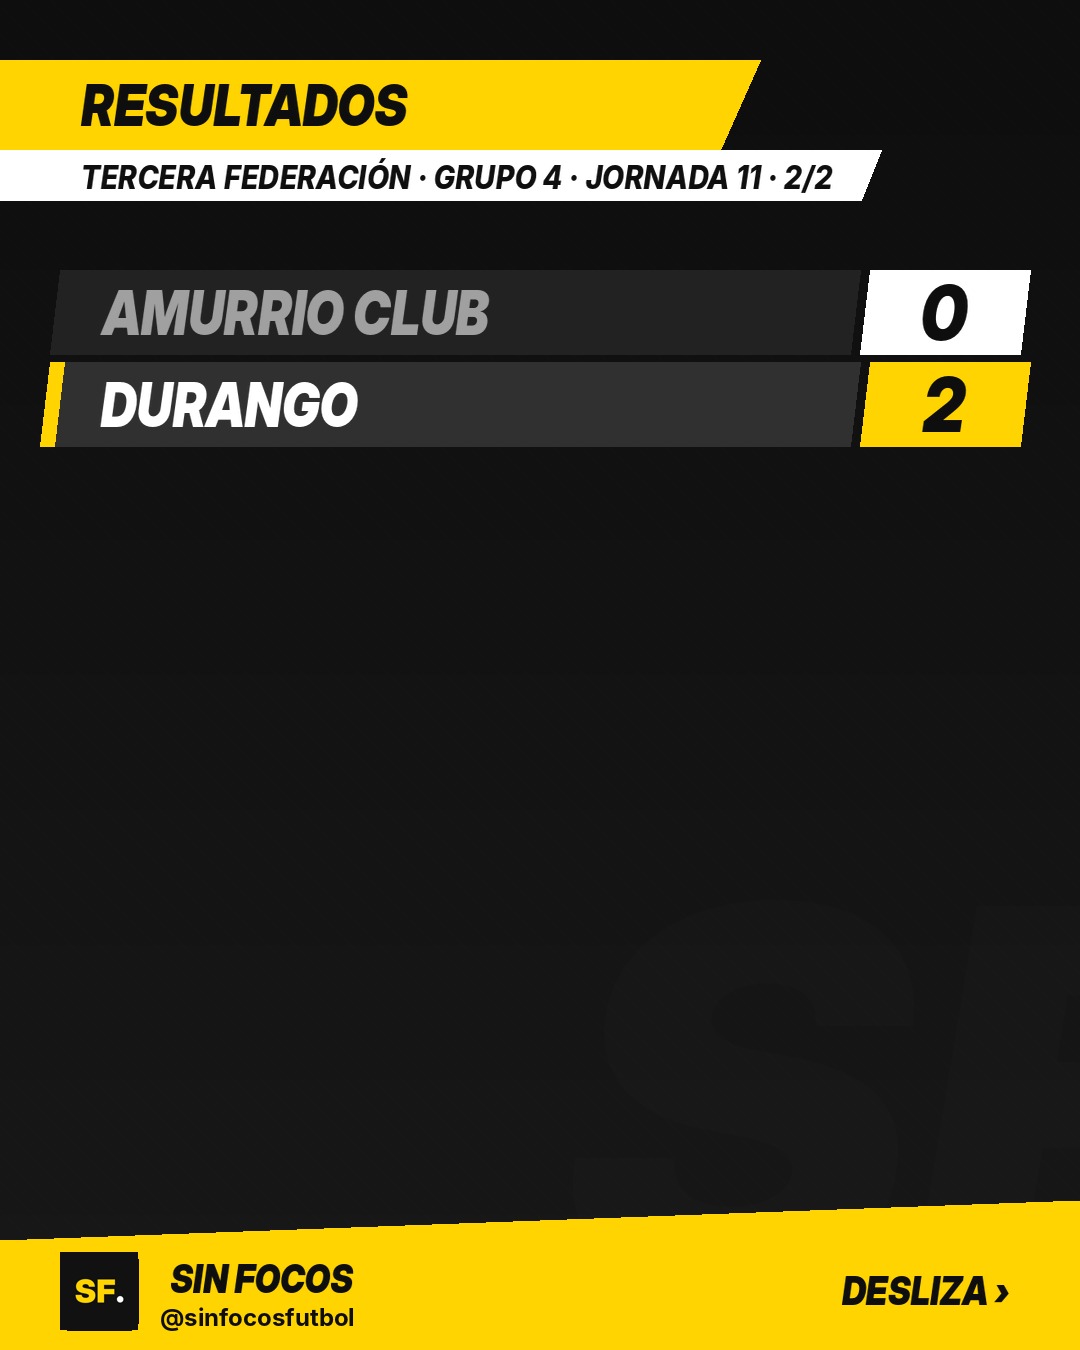 RESULTADOS
TERCERA FEDERACIÓN · GRUPO 4 · JORNADA 11 · 2/2
AMURRIO CLUB 0
DURANGO 2
SF
SF.
SIN FOCOS
@sinfocosfutbol
DESLIZA ›